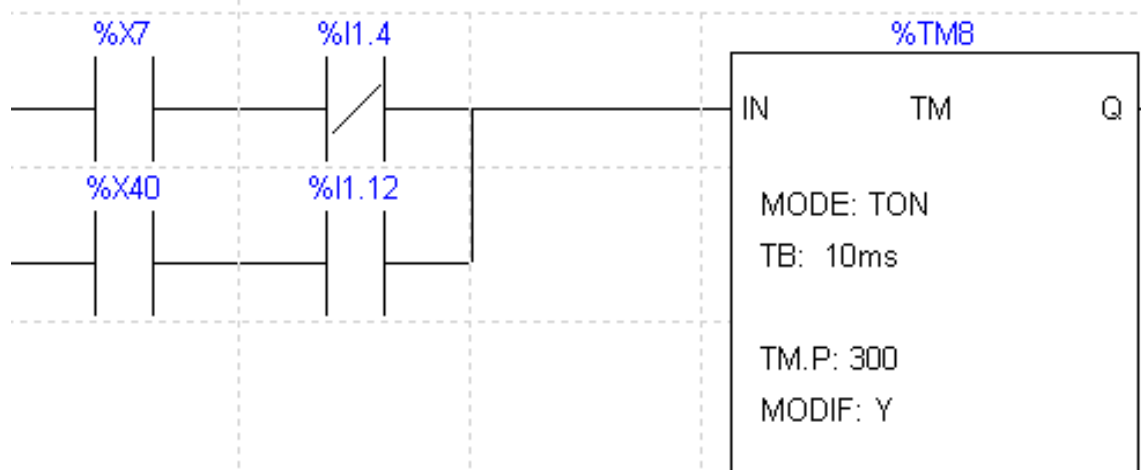 %X7 %I1.4 %TM8
IN TM Q
%X40 %I1.12
MODE: TON
TB: 10ms
TM.P: 300
MODIF: Y